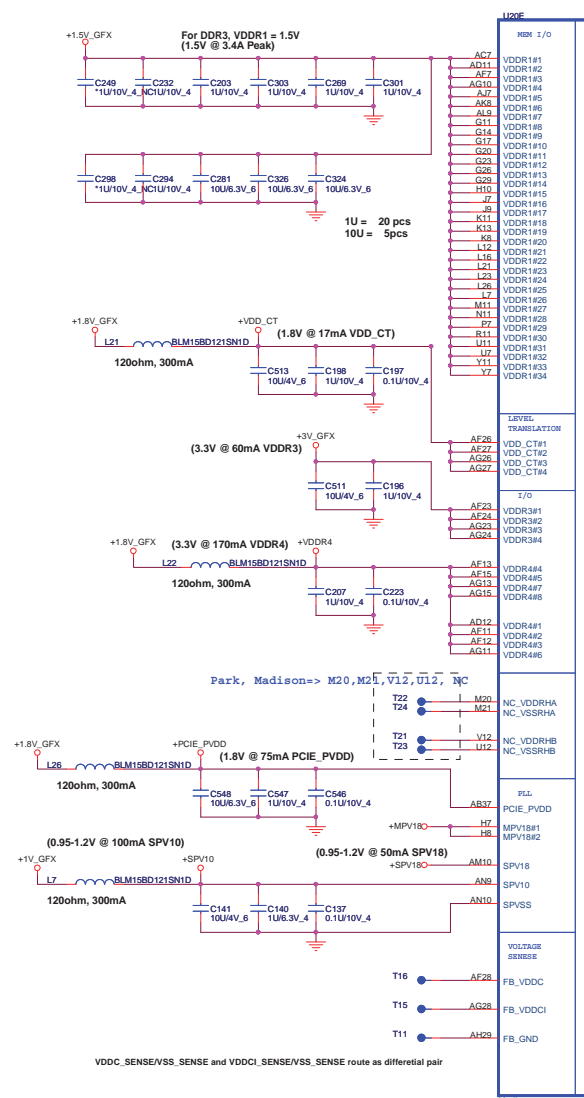 U20E
+1.5V_GFX
For DDR3, VDDR1 = 1.5V
(1.5V @ 3.4A Peak)
MEM I/O
C249 C232 C203 C303 C269 C301
*1U/10V_4_NC 1U/10V_4 1U/10V_4 1U/10V_4 1U/10V_4 1U/10V_4
C298 C294 C281 C326 C324
*1U/10V_4_NC 1U/10V_4 10U/6.3V_6 10U/6.3V_6 10U/6.3V_6
1U = 20 pcs
10U = 5pcs
AC7 VDDR1#1
AD11 VDDR1#2
AF7 VDDR1#3
AG10 VDDR1#4
AJ7 VDDR1#5
AK8 VDDR1#6
AL9 VDDR1#7
G11 VDDR1#8
G14 VDDR1#9
G17 VDDR1#10
G20 VDDR1#11
G23 VDDR1#12
G26 VDDR1#13
G29 VDDR1#14
H10 VDDR1#15
J7 VDDR1#16
J9 VDDR1#17
K11 VDDR1#18
K13 VDDR1#19
K8 VDDR1#20
L12 VDDR1#21
L16 VDDR1#22
L21 VDDR1#23
L23 VDDR1#24
L26 VDDR1#25
L7 VDDR1#26
M11 VDDR1#27
N11 VDDR1#28
P7 VDDR1#29
R11 VDDR1#30
U11 VDDR1#31
U7 VDDR1#32
Y11 VDDR1#33
Y7 VDDR1#34
+1.8V_GFX
+VDD_CT
(1.8V @ 17mA VDD_CT)
L21 BLM15BD121SN1D
120ohm, 300mA
C513 C198 C197
10U/4V_6 1U/10V_4 0.1U/10V_4
LEVEL
TRANSLATION
AF26 VDD_CT#1
AF27 VDD_CT#2
AG26 VDD_CT#3
AG27 VDD_CT#4
+3V_GFX
(3.3V @ 60mA VDDR3)
C511 C196
10U/4V_6 1U/10V_4
I/O
AF23 VDDR3#1
AF24 VDDR3#2
AG23 VDDR3#3
AG24 VDDR3#4
+1.8V_GFX
(3.3V @ 170mA VDDR4)
+VDDR4
L22 BLM15BD121SN1D
120ohm, 300mA
C207 C223
1U/10V_4 0.1U/10V_4
AF13 VDDR4#4
AF15 VDDR4#5
AG13 VDDR4#7
AG15 VDDR4#8
AD12 VDDR4#1
AF11 VDDR4#2
AF12 VDDR4#3
AG11 VDDR4#6
Park, Madison=> M20,M21,V12,U12, NC
T22 M20 NC_VDDRHA
T24 M21 NC_VSSRHA
T21 V12 NC_VDDRHB
T23 U12 NC_VSSRHB
+1.8V_GFX
+PCIE_PVDD
(1.8V @ 75mA PCIE_PVDD)
L26 BLM15BD121SN1D
120ohm, 300mA
C548 C547 C546
10U/6.3V_6 1U/10V_4 0.1U/10V_4
PLL
AB37 PCIE_PVDD
+MPV18 H7 MPV18#1
H8 MPV18#2
(0.95-1.2V @ 100mA SPV10)
(0.95-1.2V @ 50mA SPV18)
+1V_GFX
+SPV10
+SPV18 AM10 SPV18
L7 BLM15BD121SN1D
120ohm, 300mA
AN9 SPV10
AN10 SPVSS
C141 C140 C137
10U/4V_6 1U/6.3V_4 0.1U/10V_4
VOLTAGE
SENESE
T16 AF28 FB_VDDC
T15 AG28 FB_VDDCI
T11 AH29 FB_GND
VDDC_SENSE/VSS_SENSE and VDDCI_SENSE/VSS_SENSE route as differetial pair